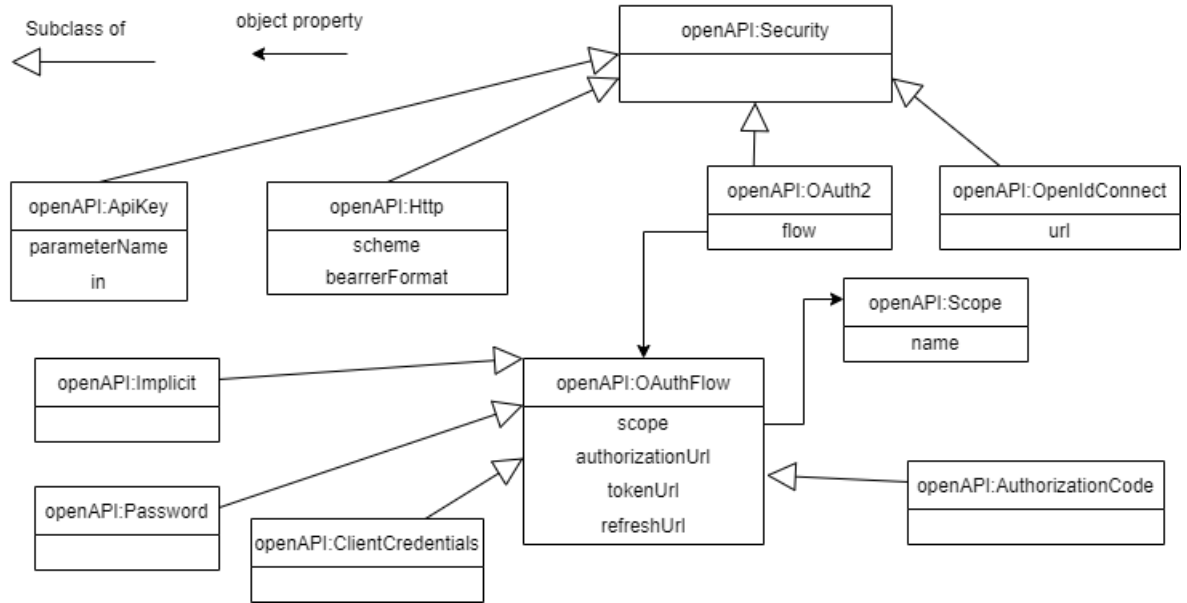 Subclass of
object property
openAPI:Security
openAPI:ApiKey
parameterName
in
openAPI:Http
scheme
bearrerFormat
openAPI:OAuth2
flow
openAPI:OpenIdConnect
url
openAPI:Scope
name
openAPI:Implicit
openAPI:OAuthFlow
scope
authorizationUrl
tokenUrl
refreshUrl
openAPI:Password
openAPI:ClientCredentials
openAPI:AuthorizationCode